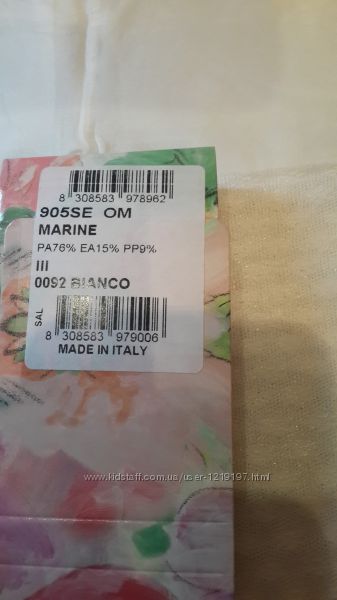 8 308583 978962
905SE OM
MARINE
PA76% EA15% PP9%
III
0092 BIANCO
SAL
8 308583 979006
MADE IN ITALY
www.kidstaff.com.ua/user-1219197.html